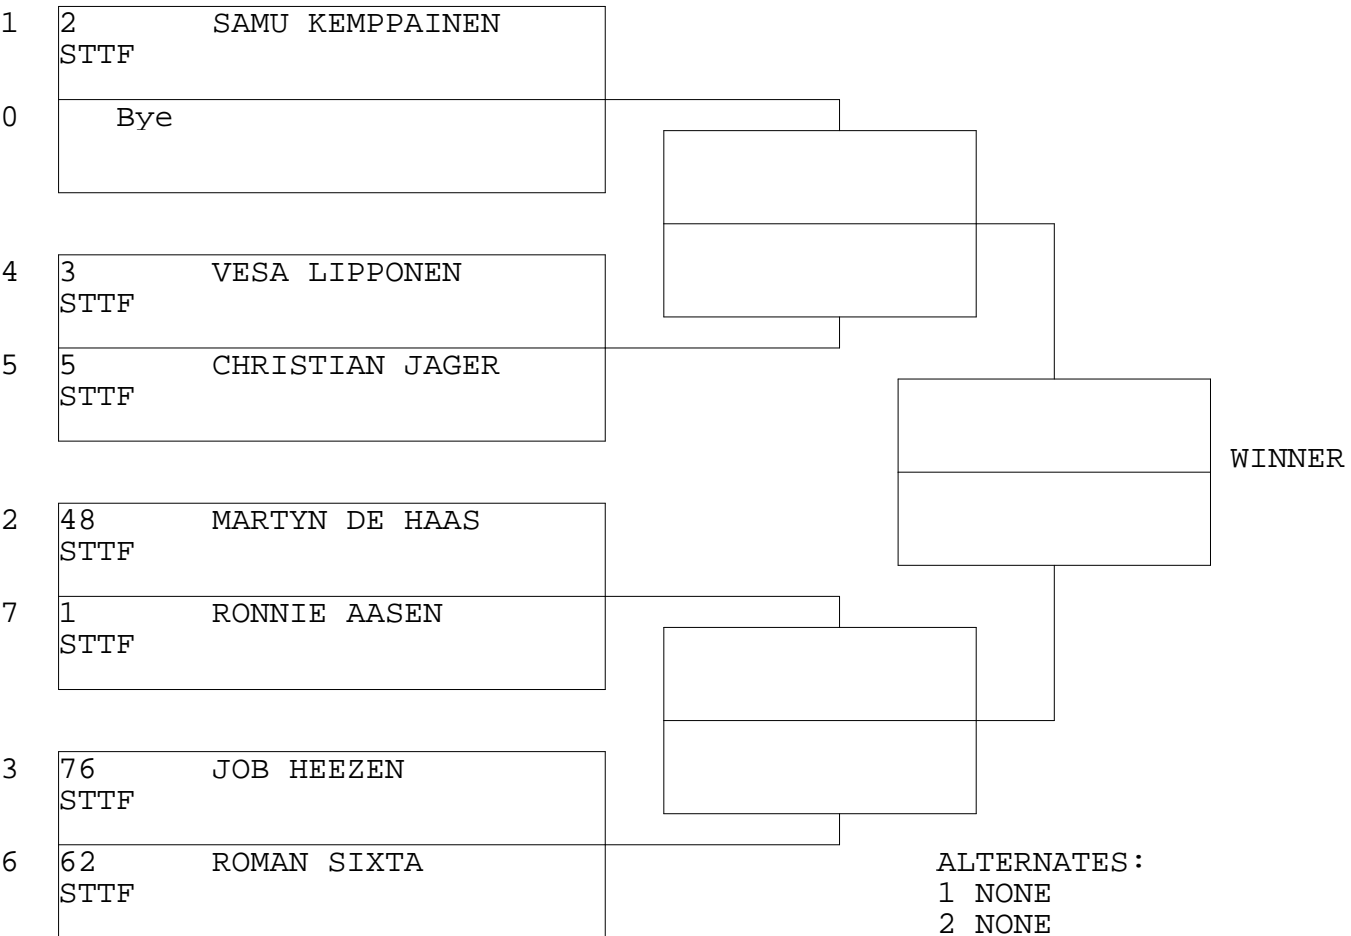 1 2 SAMU KEMPPAINEN
STTF
0 Bye
4 3 VESA LIPPONEN
STTF
5 5 CHRISTIAN JAGER
STTF
WINNER
2 48 MARTYN DE HAAS
STTF
7 1 RONNIE AASEN
STTF
3 76 JOB HEEZEN
STTF
6 62 ROMAN SIXTA
STTF
ALTERNATES:
1 NONE
2 NONE